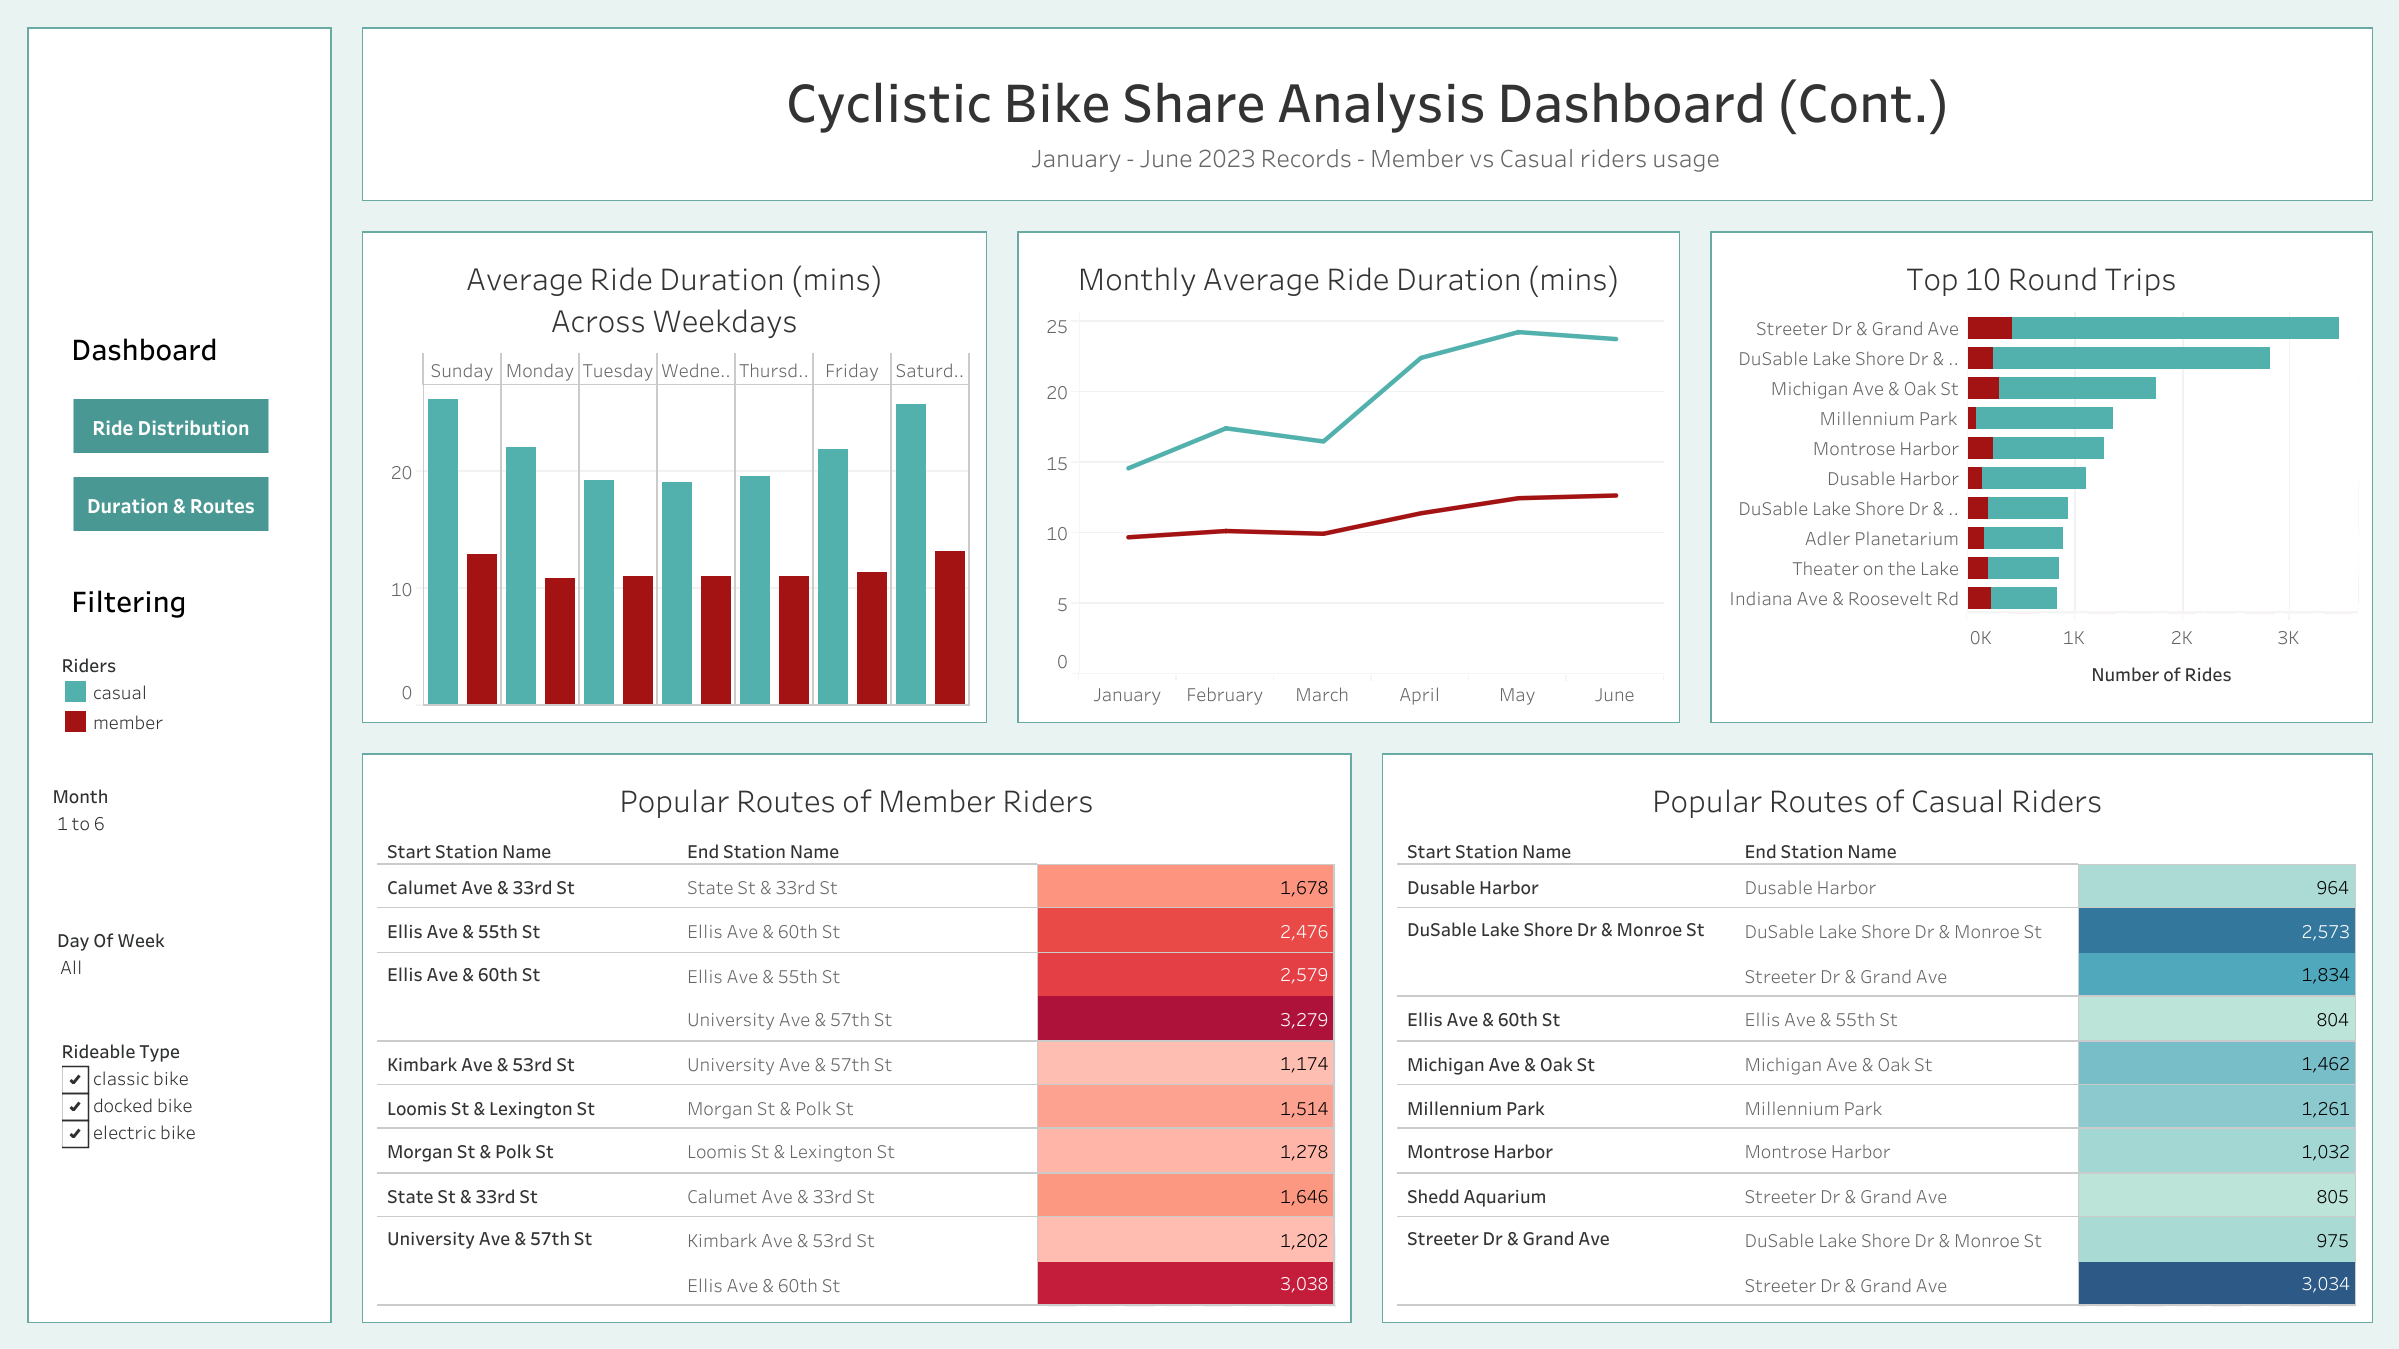 Cyclistic Bike Share Analysis Dashboard (Cont.)
January - June 2023 Records - Member vs Casual riders usage
Dashboard
Ride Distribution
Duration & Routes
Filtering
Riders
casual
member
Month
1 to 6
Day Of Week
All
Rideable Type
classic bike
docked bike
electric bike
Average Ride Duration (mins)
Across Weekdays
Sunday Monday Tuesday Wedne.. Thursd.. Friday Saturd..
20
10
0
Monthly Average Ride Duration (mins)
25
20
15
10
5
0
January February March April May June
Top 10 Round Trips
Streeter Dr & Grand Ave
DuSable Lake Shore Dr & ..
Michigan Ave & Oak St
Millennium Park
Montrose Harbor
Dusable Harbor
DuSable Lake Shore Dr & ..
Adler Planetarium
Theater on the Lake
Indiana Ave & Roosevelt Rd
0K 1K 2K 3K
Number of Rides
Popular Routes of Member Riders
Start Station Name End Station Name
Calumet Ave & 33rd St State St & 33rd St 1,678
Ellis Ave & 55th St Ellis Ave & 60th St 2,476
Ellis Ave & 60th St Ellis Ave & 55th St 2,579
University Ave & 57th St 3,279
Kimbark Ave & 53rd St University Ave & 57th St 1,174
Loomis St & Lexington St Morgan St & Polk St 1,514
Morgan St & Polk St Loomis St & Lexington St 1,278
State St & 33rd St Calumet Ave & 33rd St 1,646
University Ave & 57th St Kimbark Ave & 53rd St 1,202
Ellis Ave & 60th St 3,038
Popular Routes of Casual Riders
Start Station Name End Station Name
Dusable Harbor Dusable Harbor 964
DuSable Lake Shore Dr & Monroe St DuSable Lake Shore Dr & Monroe St 2,573
Streeter Dr & Grand Ave 1,834
Ellis Ave & 60th St Ellis Ave & 55th St 804
Michigan Ave & Oak St Michigan Ave & Oak St 1,462
Millennium Park Millennium Park 1,261
Montrose Harbor Montrose Harbor 1,032
Shedd Aquarium Streeter Dr & Grand Ave 805
Streeter Dr & Grand Ave DuSable Lake Shore Dr & Monroe St 975
Streeter Dr & Grand Ave 3,034